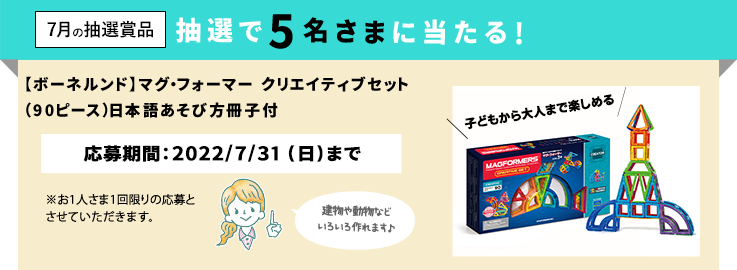 7月の抽選賞品
抽選で5名さまに当たる!
【ボーネルンド】マグ・フォーマー クリエイティブセット
(90ピース)日本語あそび方冊子付
応募期間:2022/7/31(日)まで
※お1人さま1回限りの応募と
させていただきます。
建物や動物など
いろいろ作れます♪
子どもから大人まで楽しめる
MAGFORMERS